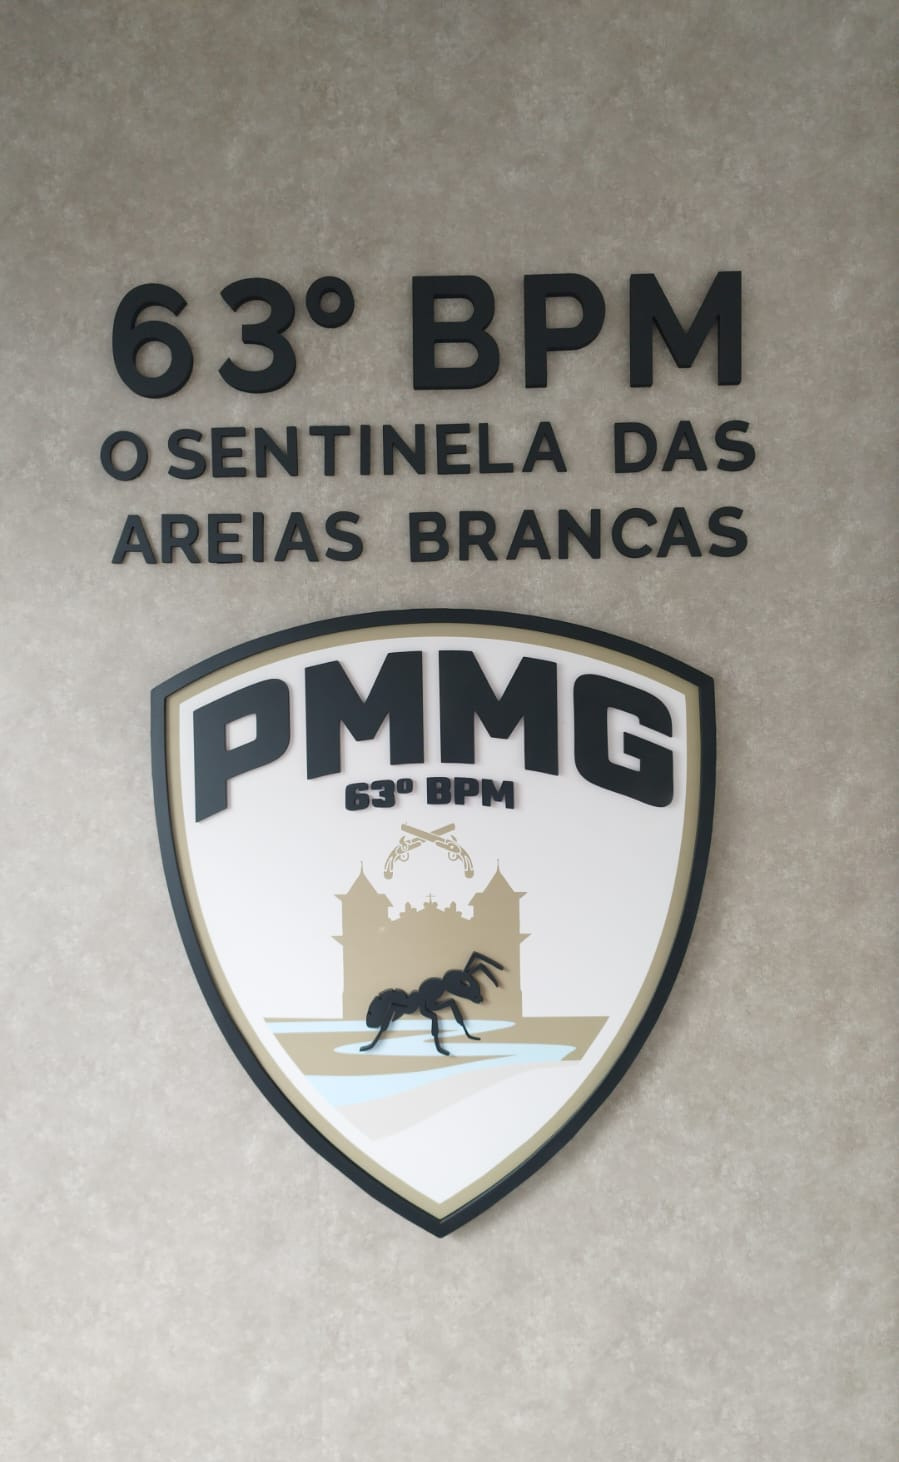 63º BPM
O SENTINELA DAS
AREIAS BRANCAS
PMMG
63º BPM